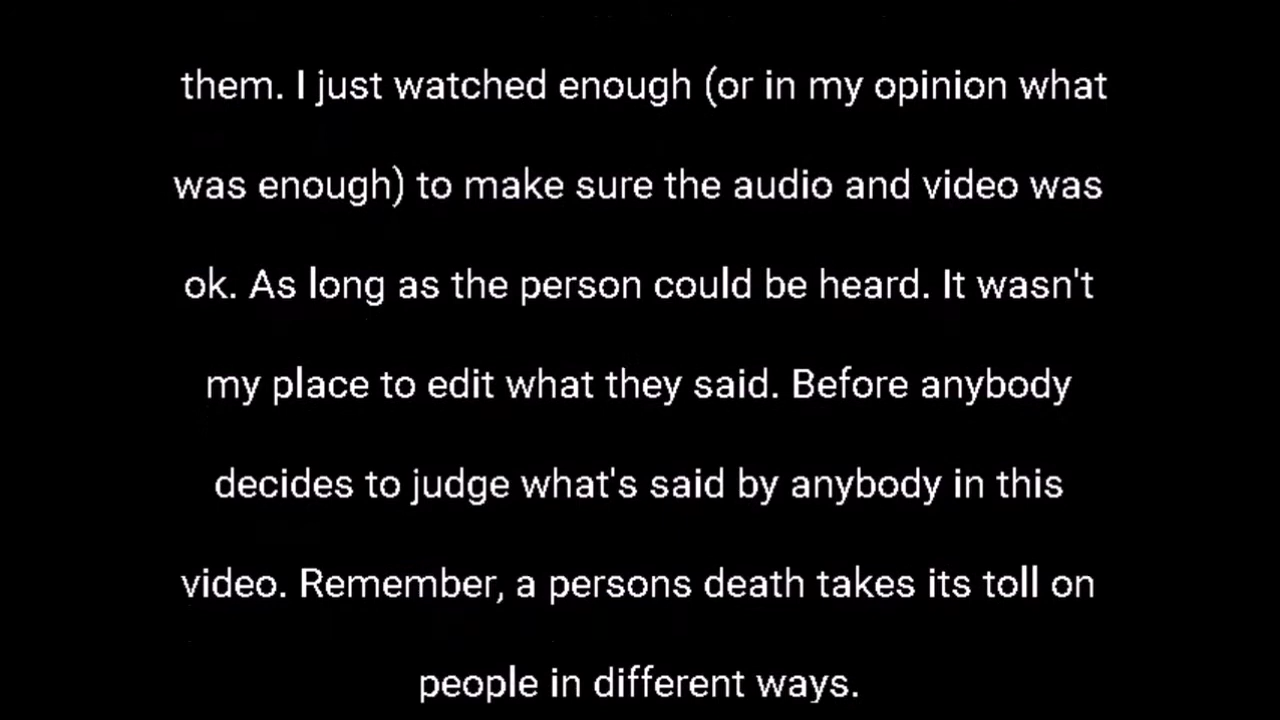 them. I just watched enough (or in my opinion what
was enough) to make sure the audio and video was
ok. As long as the person could be heard. It wasn't
my place to edit what they said. Before anybody
decides to judge what's said by anybody in this
video. Remember, a persons death takes its toll on
people in different ways.